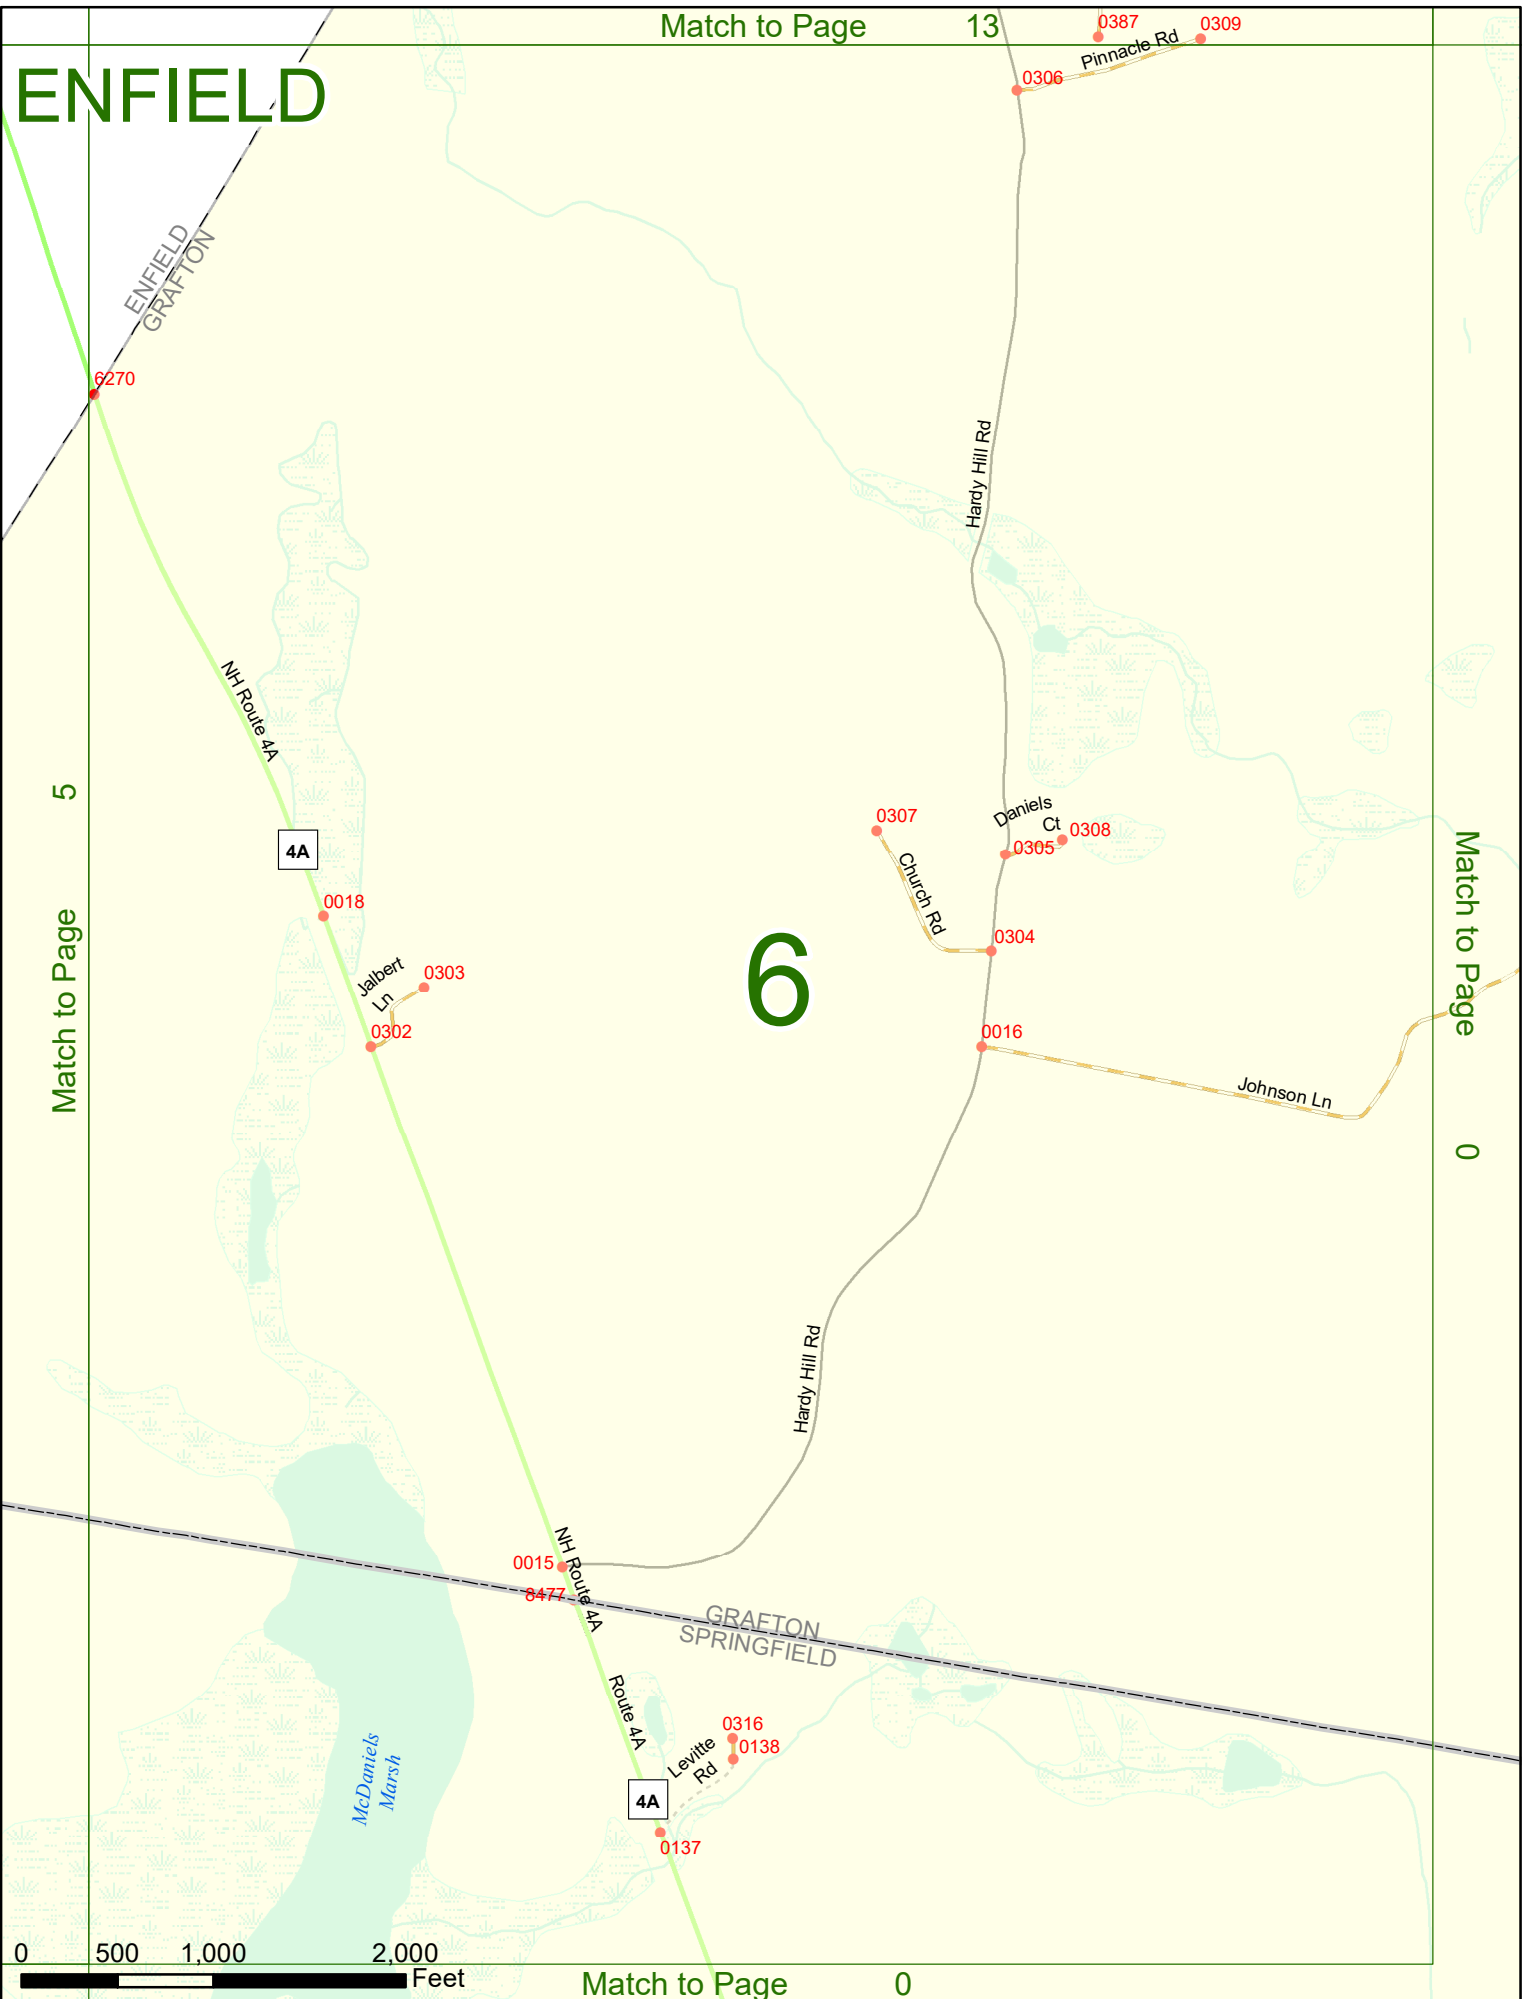 Match to Page 13
0387
0309
Pinnacle Rd
0306
ENFIELD
ENFIELD
GRAFTON
6270
Hardy Hill Rd
NH Route 4A
5
Match to Page
4A
0018
Jalbert
Ln
0303
0302
0307
Church Rd
Daniels
Ct
0308
0305
0304
6
0016
Johnson Ln
Match to Page
0
Hardy Hill Rd
NH Route 4A
0015
8477
GRAFTON
SPRINGFIELD
Route 4A
0316
0138
Levitte
Rd
4A
0137
McDaniels
Marsh
0 500 1,000 2,000
Feet
Match to Page 0